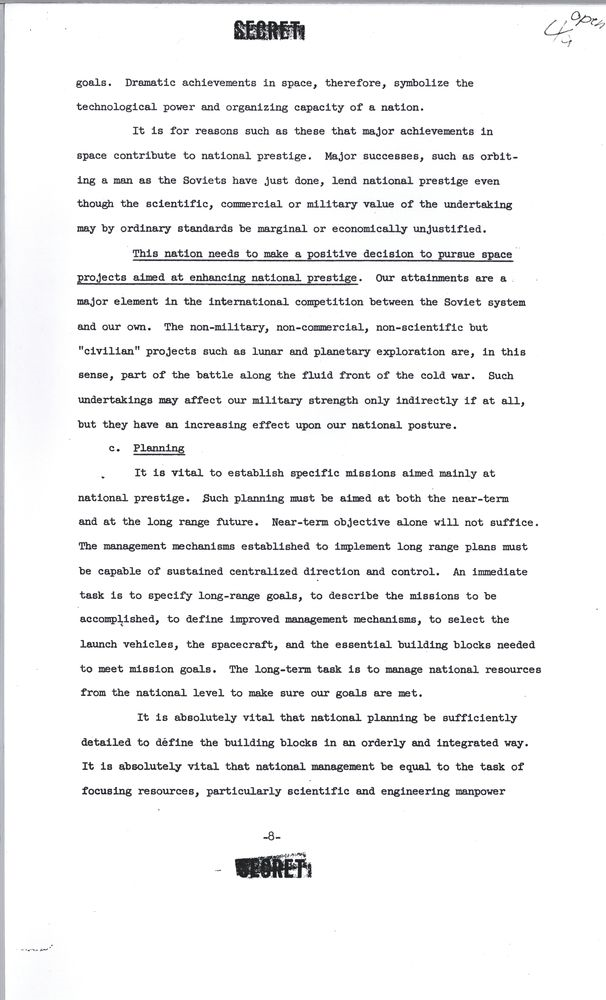 SECRET
open
goals. Dramatic achievements in space, therefore, symbolize the
technological power and organizing capacity of a nation.
It is for reasons such as these that major achievements in
space contribute to national prestige. Major successes, such as orbit-
ing a man as the Soviets have just done, lend national prestige even
though the scientific, commercial or military value of the undertaking
may by ordinary standards be marginal or economically unjustified.
This nation needs to make a positive decision to pursue space
projects aimed at enhancing national prestige. Our attainments are a
major element in the international competition between the Soviet system
and our own. The non-military, non-commercial, non-scientific but
"civilian" projects such as lunar and planetary exploration are, in this
sense, part of the battle along the fluid front of the cold war. Such
undertakings may affect our military strength only indirectly if at all,
but they have an increasing effect upon our national posture.
c. Planning
It is vital to establish specific missions aimed mainly at
national prestige. Such planning must be aimed at both the near-term
and at the long range future. Near-term objective alone will not suffice.
The management mechanisms established to implement long range plans must
be capable of sustained centralized direction and control. An immediate
task is to specify long-range goals, to describe the missions to be
accomplished, to define improved management mechanisms, to select the
launch vehicles, the spacecraft, and the essential building blocks needed
to meet mission goals. The long-term task is to manage national resources
from the national level to make sure our goals are met.
It is absolutely vital that national planning be sufficiently
detailed to define the building blocks in an orderly and integrated way.
It is absolutely vital that national management be equal to the task of
focusing resources, particularly scientific and engineering manpower
-8-
SECRET